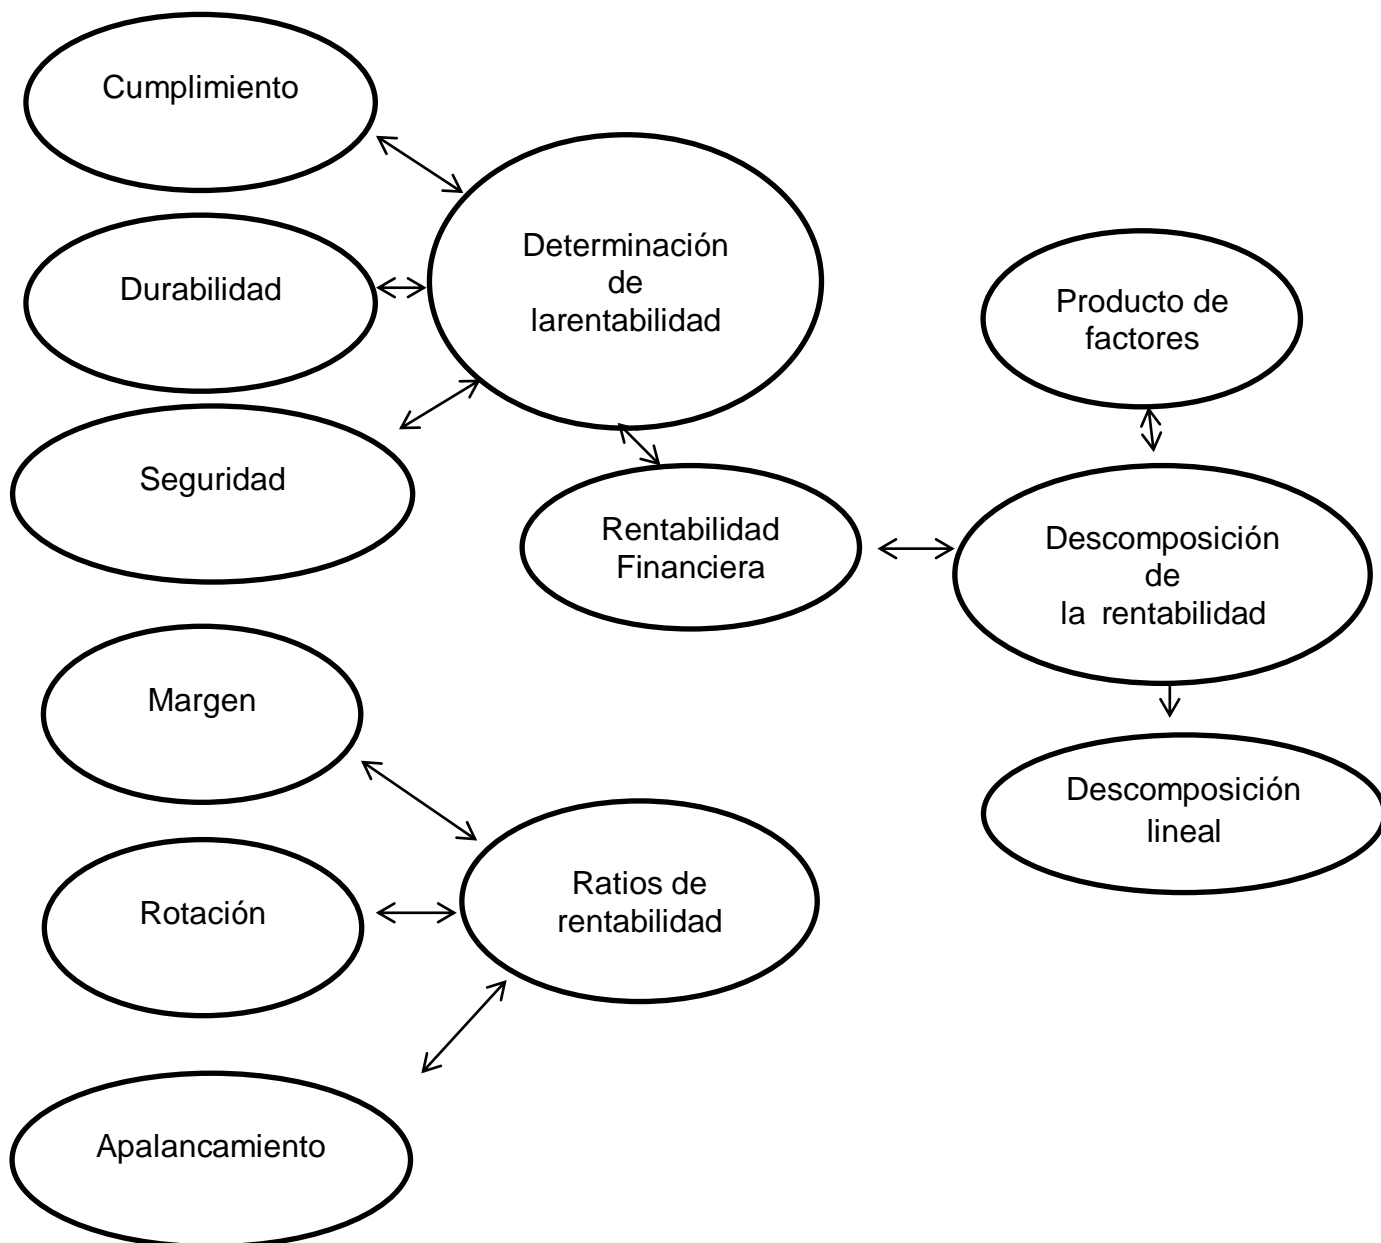 Cumplimiento
Durabilidad
Seguridad
Determinación
de
larentabilidad
Rentabilidad
Financiera
Producto de
factores
Descomposición
de
la rentabilidad
Descomposición
lineal
Margen
Rotación
Apalancamiento
Ratios de
rentabilidad